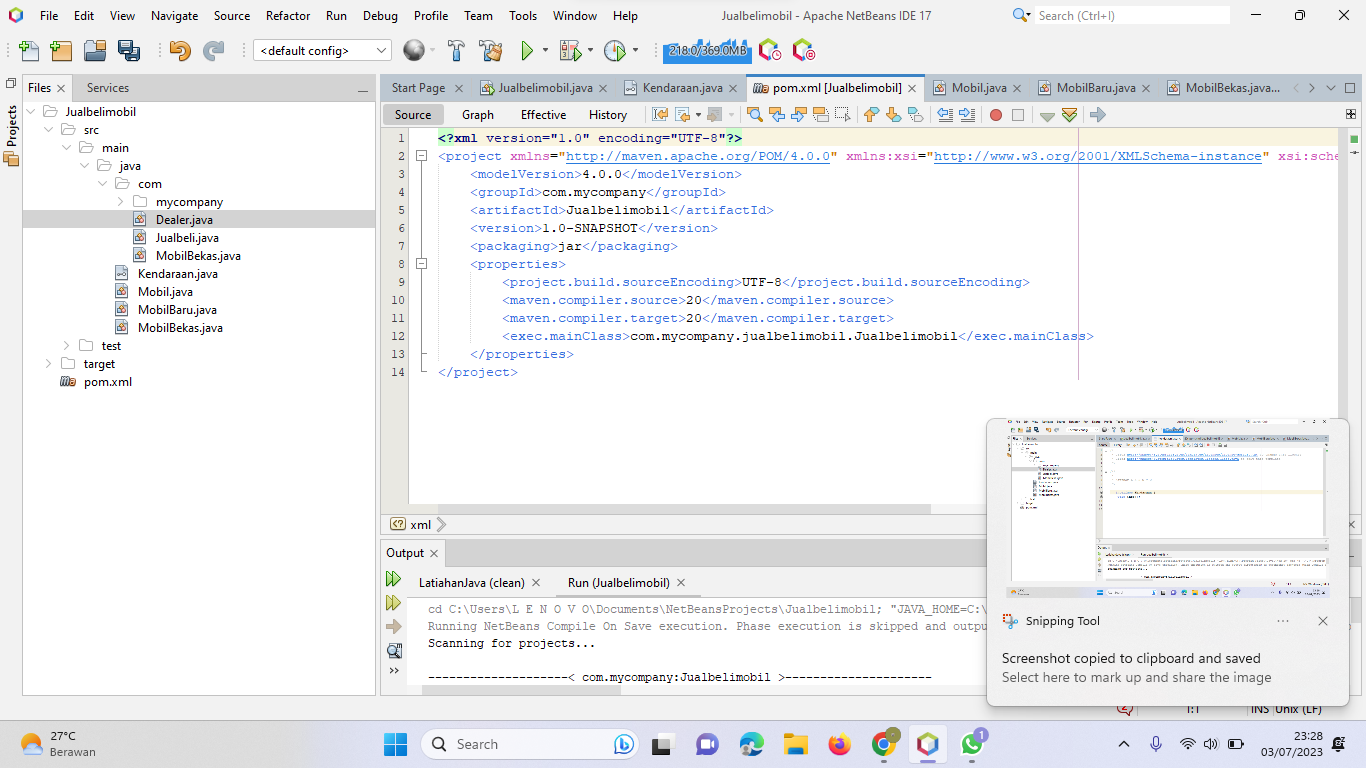 File Edit View Navigate Source Refactor Run Debug Profile Team Tools Window Help
Jualbelimobil - Apache NetBeans IDE 17
Search (Ctrl+I)
<default config>
218.0/369.0MB
Files
Services
Projects
Jualbelimobil
src
main
java
com
mycompany
Dealer.java
Jualbeli.java
MobilBekas.java
Kendaraan.java
Mobil.java
MobilBaru.java
MobilBekas.java
test
target
pom.xml
Start Page
Jualbelimobil.java
Kendaraan.java
pom.xml [Jualbelimobil]
Mobil.java
MobilBaru.java
MobilBekas.java...
Source Graph Effective History
1 <?xml version="1.0" encoding="UTF-8"?>
2 <project xmlns="http://maven.apache.org/POM/4.0.0" xmlns:xsi="http://www.w3.org/2001/XMLSchema-instance" xsi:sche
3 <modelVersion>4.0.0</modelVersion>
4 <groupId>com.mycompany</groupId>
5 <artifactId>Jualbelimobil</artifactId>
6 <version>1.0-SNAPSHOT</version>
7 <packaging>jar</packaging>
8 <properties>
9 <project.build.sourceEncoding>UTF-8</project.build.sourceEncoding>
10 <maven.compiler.source>20</maven.compiler.source>
11 <maven.compiler.target>20</maven.compiler.target>
12 <exec.mainClass>com.mycompany.jualbelimobil.Jualbelimobil</exec.mainClass>
13 </properties>
14 </project>
xml
Output
LatiahanJava (clean)
Run (Jualbelimobil)
cd C:\Users\L E N O V O\Documents\NetBeansProjects\Jualbelimobil; "JAVA_HOME=C:\
Running NetBeans Compile On Save execution. Phase execution is skipped and outpu
Scanning for projects...
--------------------< com.mycompany:Jualbelimobil >---------------------
Snipping Tool
Screenshot copied to clipboard and saved
Select here to mark up and share the image
2
1:1
INS
Unix (LF)
27°C
Berawan
Search
1
23:28
03/07/2023